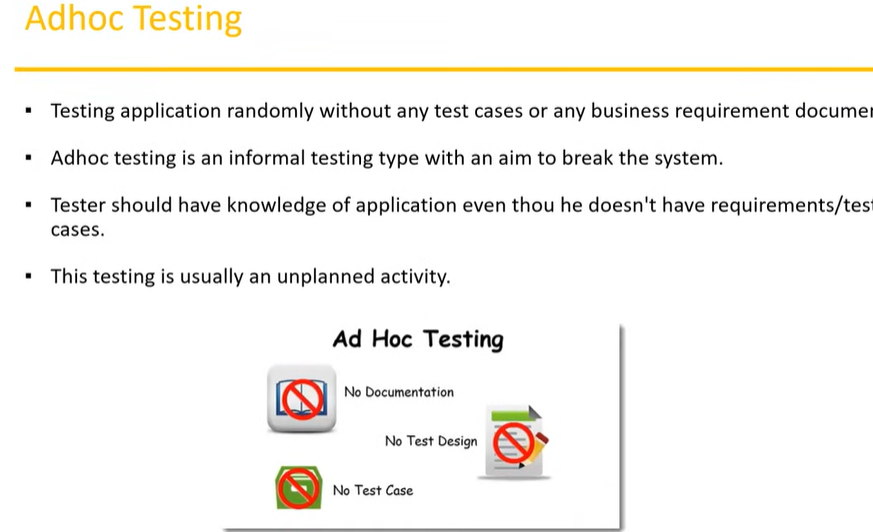 Adhoc Testing
▪ Testing application randomly without any test cases or any business requirement
▪ Adhoc testing is an informal testing type with an aim to break the system.
▪ Tester should have knowledge of application even thou he doesn't have requirements/test
cases.
▪ This testing is usually an unplanned activity.
Ad Hoc Testing
No Documentation
No Test Design
No Test Case